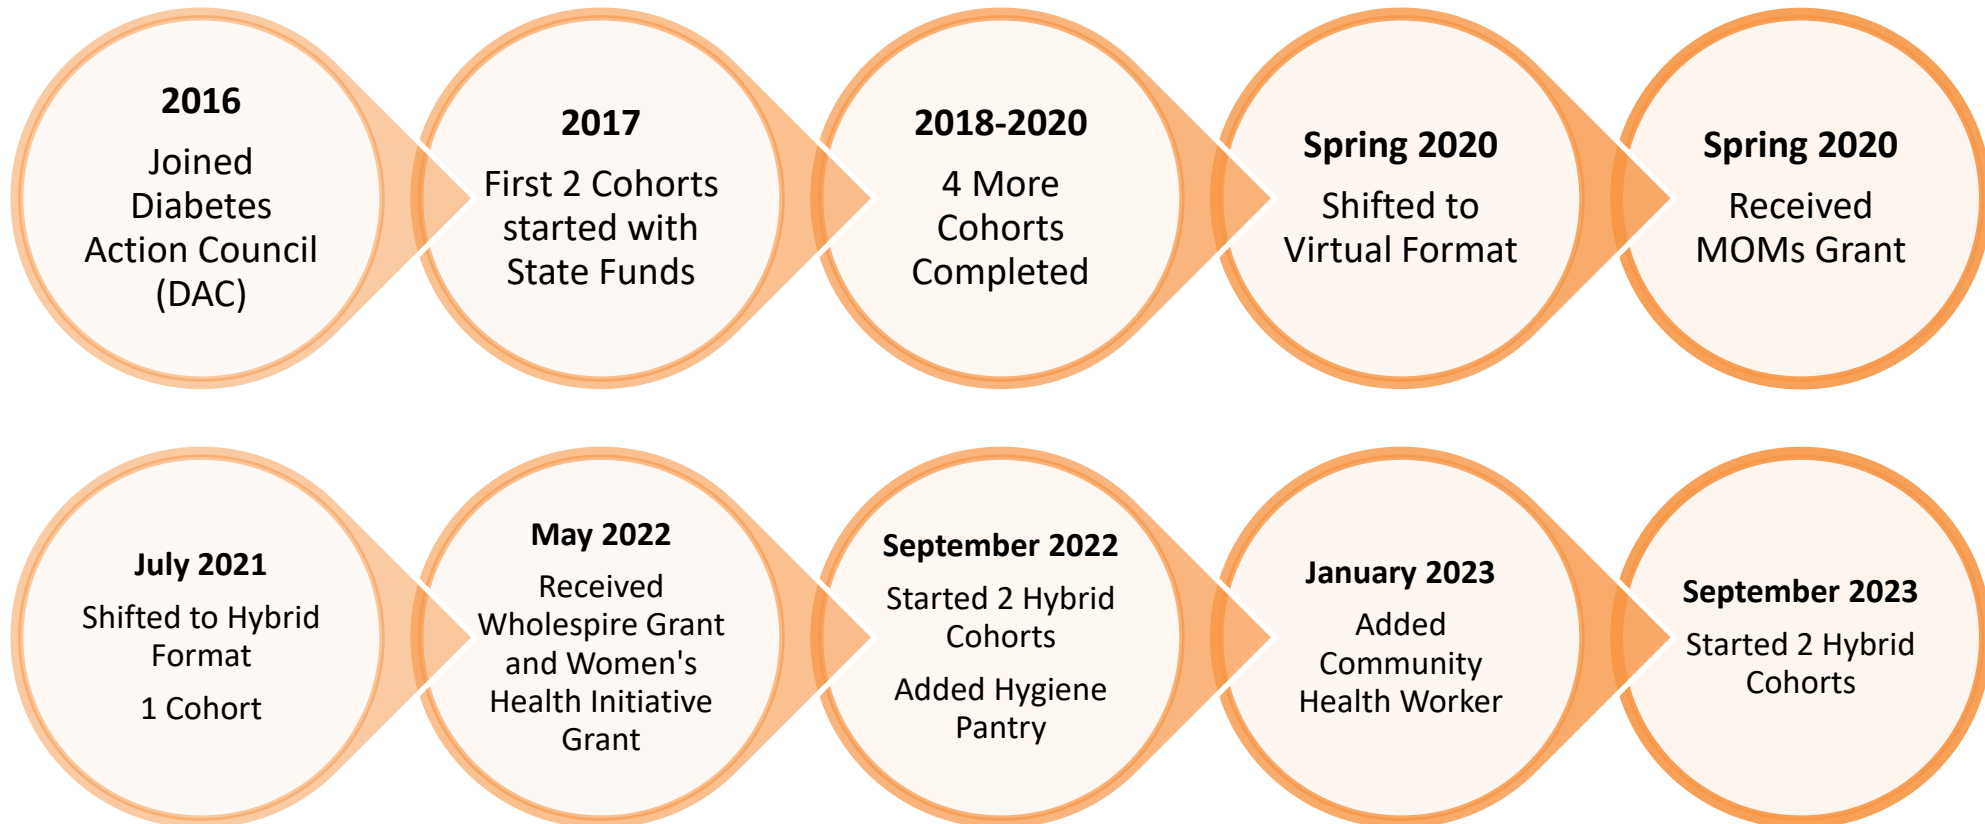 2016
Joined
Diabetes
Action Council
(DAC)
2017
First 2 Cohorts
started with
State Funds
2018-2020
4 More
Cohorts
Completed
Spring 2020
Shifted to
Virtual Format
Spring 2020
Received
MOMs Grant
July 2021
Shifted to Hybrid
Format
1 Cohort
May 2022
Received
Wholespire Grant
and Women's
Health Initiative
Grant
September 2022
Started 2 Hybrid
Cohorts
Added Hygiene
Pantry
January 2023
Added
Community
Health Worker
September 2023
Started 2 Hybrid
Cohorts